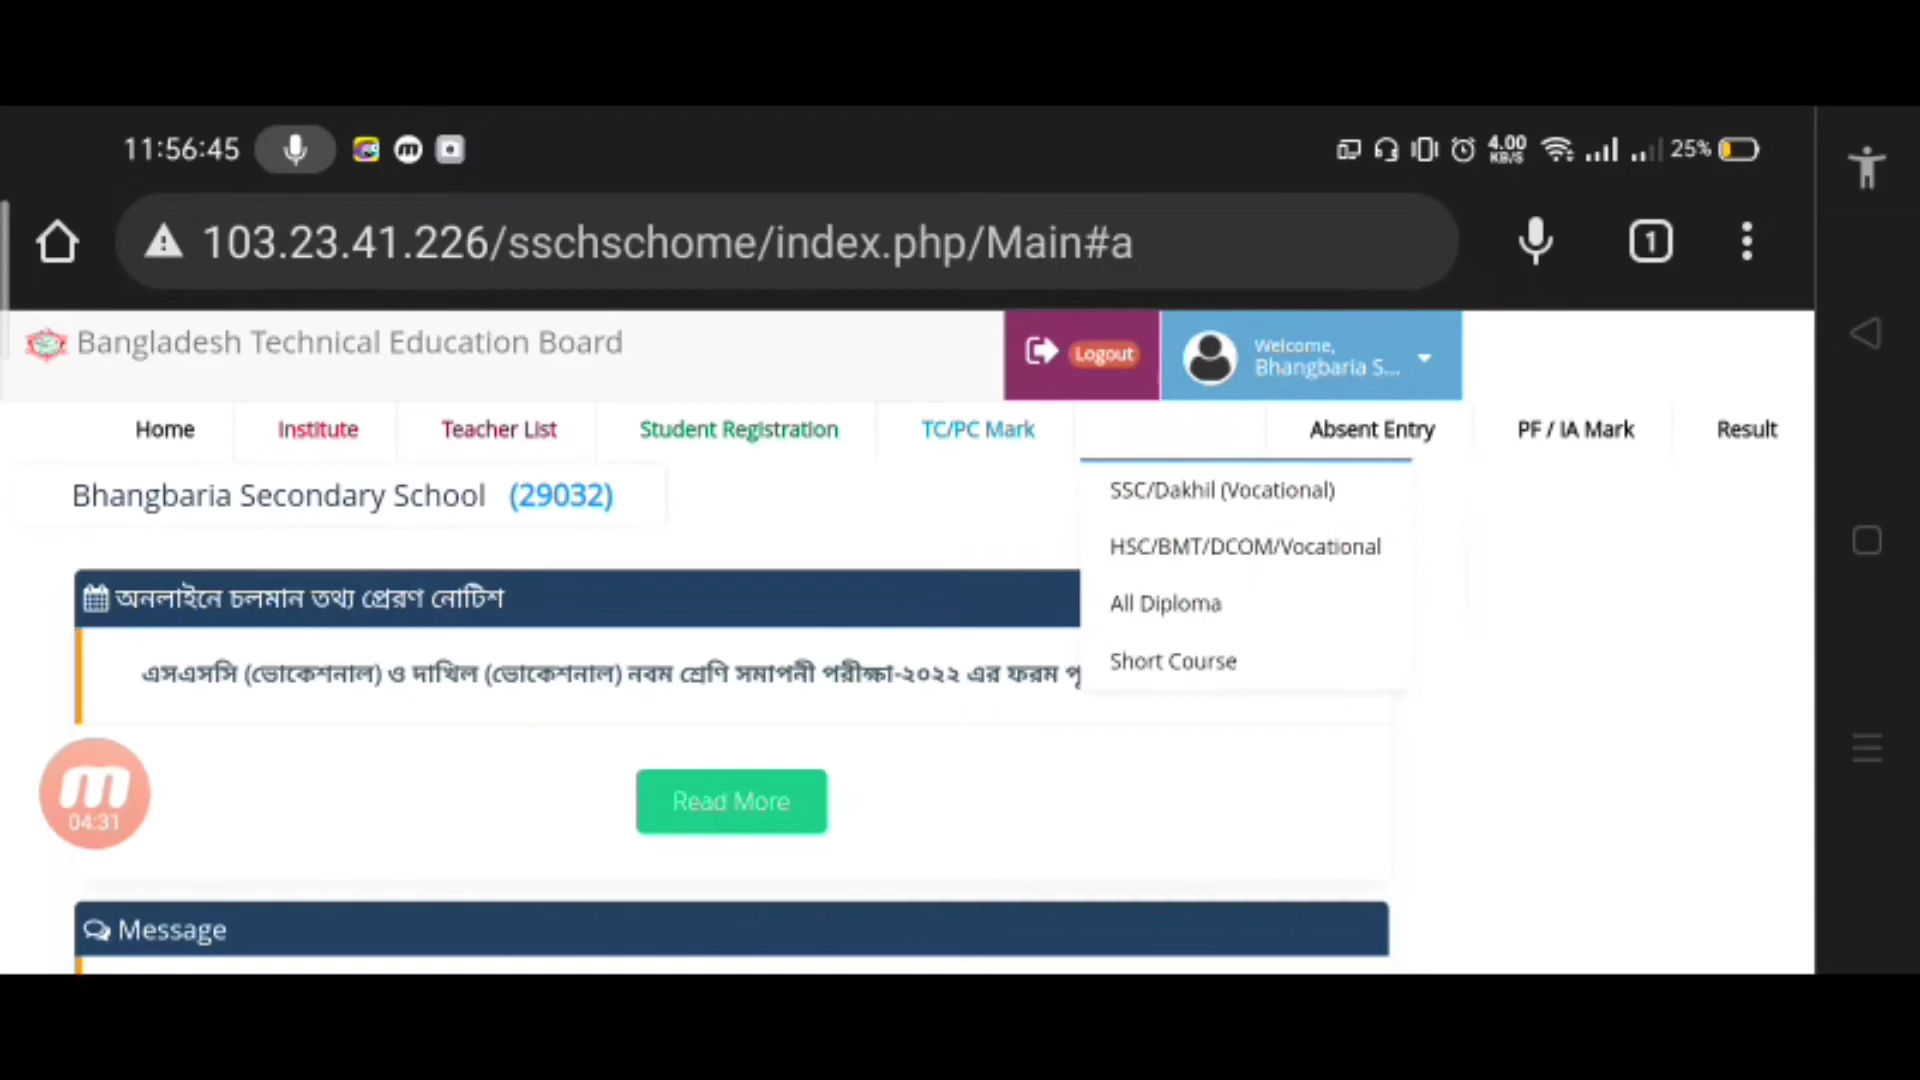 11:56:45
4.00 KB/S 25%
103.23.41.226/sschschome/index.php/Main#a
1
Bangladesh Technical Education Board
Logout
Welcome,
Bhangbaria S...
Home Institute Teacher List Student Registration TC/PC Mark Absent Entry PF / IA Mark Result
Bhangbaria Secondary School (29032)
SSC/Dakhil (Vocational)
HSC/BMT/DCOM/Vocational
All Diploma
Short Course
অনলাইনে চলমান তথ্য প্রেরণ নোটিশ
এসএসসি (ভোকেশনাল) ও দাখিল (ভোকেশনাল) নবম শ্রেণি সমাপনী পরীক্ষা-২০২২ এর ফরম পূ
Read More
04:31
Message